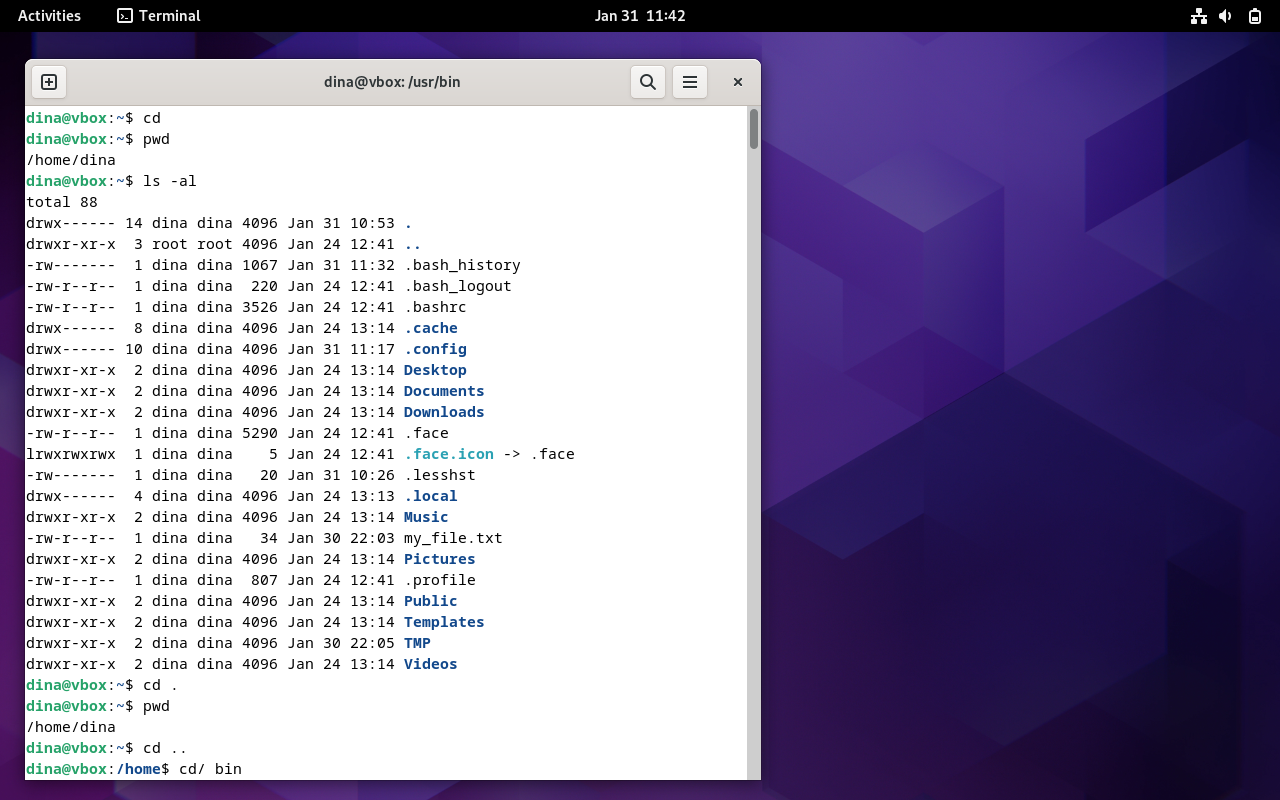 Activities Terminal Jan 31 11:42
dina@vbox: /usr/bin
dina@vbox:~$ cd
dina@vbox:~$ pwd
/home/dina
dina@vbox:~$ ls -al
total 88
drwx------ 14 dina dina 4096 Jan 31 10:53 .
drwxr-xr-x  3 root root 4096 Jan 24 12:41 ..
-rw-------  1 dina dina 1067 Jan 31 11:32 .bash_history
-rw-r--r--  1 dina dina  220 Jan 24 12:41 .bash_logout
-rw-r--r--  1 dina dina 3526 Jan 24 12:41 .bashrc
drwx------  8 dina dina 4096 Jan 24 13:14 .cache
drwx------ 10 dina dina 4096 Jan 31 11:17 .config
drwxr-xr-x  2 dina dina 4096 Jan 24 13:14 Desktop
drwxr-xr-x  2 dina dina 4096 Jan 24 13:14 Documents
drwxr-xr-x  2 dina dina 4096 Jan 24 13:14 Downloads
-rw-r--r--  1 dina dina 5290 Jan 24 12:41 .face
lrwxrwxrwx  1 dina dina    5 Jan 24 12:41 .face.icon -> .face
-rw-------  1 dina dina   20 Jan 31 10:26 .lesshst
drwx------  4 dina dina 4096 Jan 24 13:13 .local
drwxr-xr-x  2 dina dina 4096 Jan 24 13:14 Music
-rw-r--r--  1 dina dina   34 Jan 30 22:03 my_file.txt
drwxr-xr-x  2 dina dina 4096 Jan 24 13:14 Pictures
-rw-r--r--  1 dina dina  807 Jan 24 12:41 .profile
drwxr-xr-x  2 dina dina 4096 Jan 24 13:14 Public
drwxr-xr-x  2 dina dina 4096 Jan 24 13:14 Templates
drwxr-xr-x  2 dina dina 4096 Jan 30 22:05 TMP
drwxr-xr-x  2 dina dina 4096 Jan 24 13:14 Videos
dina@vbox:~$ cd .
dina@vbox:~$ pwd
/home/dina
dina@vbox:~$ cd ..
dina@vbox:/home$ cd/ bin